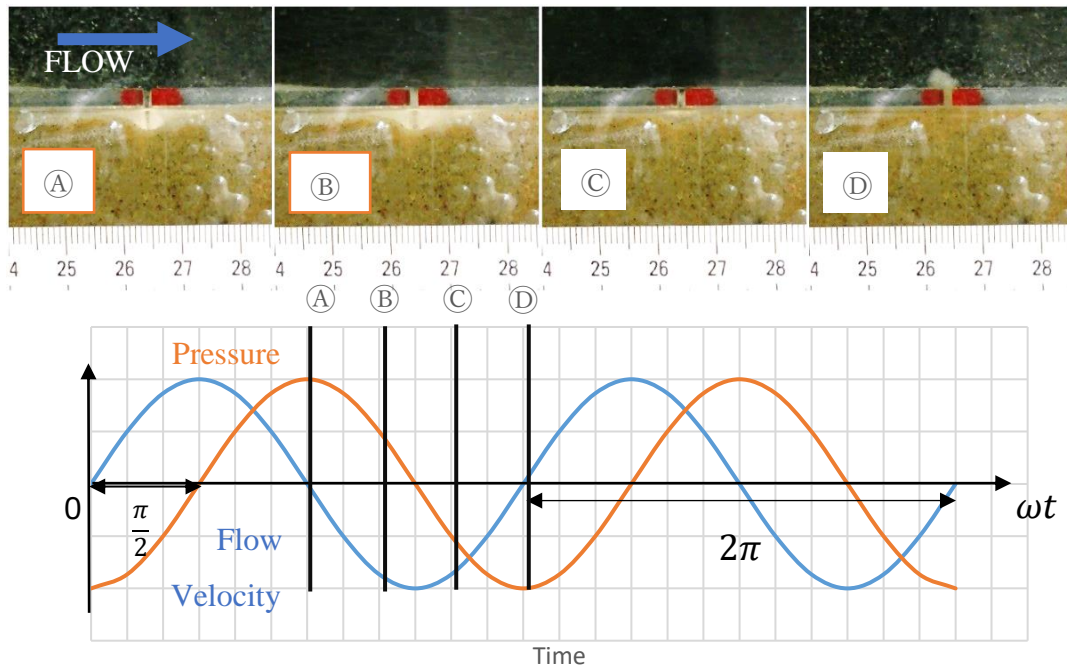 FLOW
Ⓐ
Ⓑ
Ⓒ
Ⓓ
4 25 26 27 28
4 25 26 27 28
4 25 26 27 28
4 25 26 27 28
Ⓐ Ⓑ Ⓒ Ⓓ
Pressure
0
π/2
Flow
Velocity
2π
ωt
Time